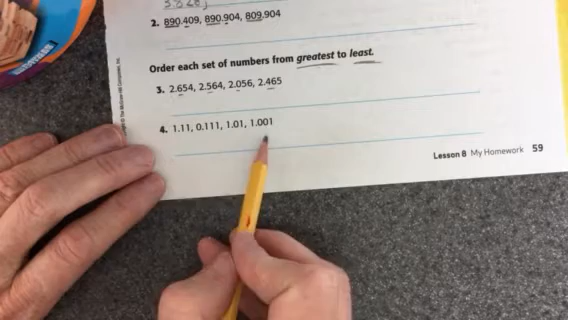 2. 890.409, 890.904, 809.904
Order each set of numbers from greatest to least.
3. 2.654, 2.564, 2.056, 2.465
4. 1.11, 0.111, 1.01, 1.001
Lesson 8 My Homework 59